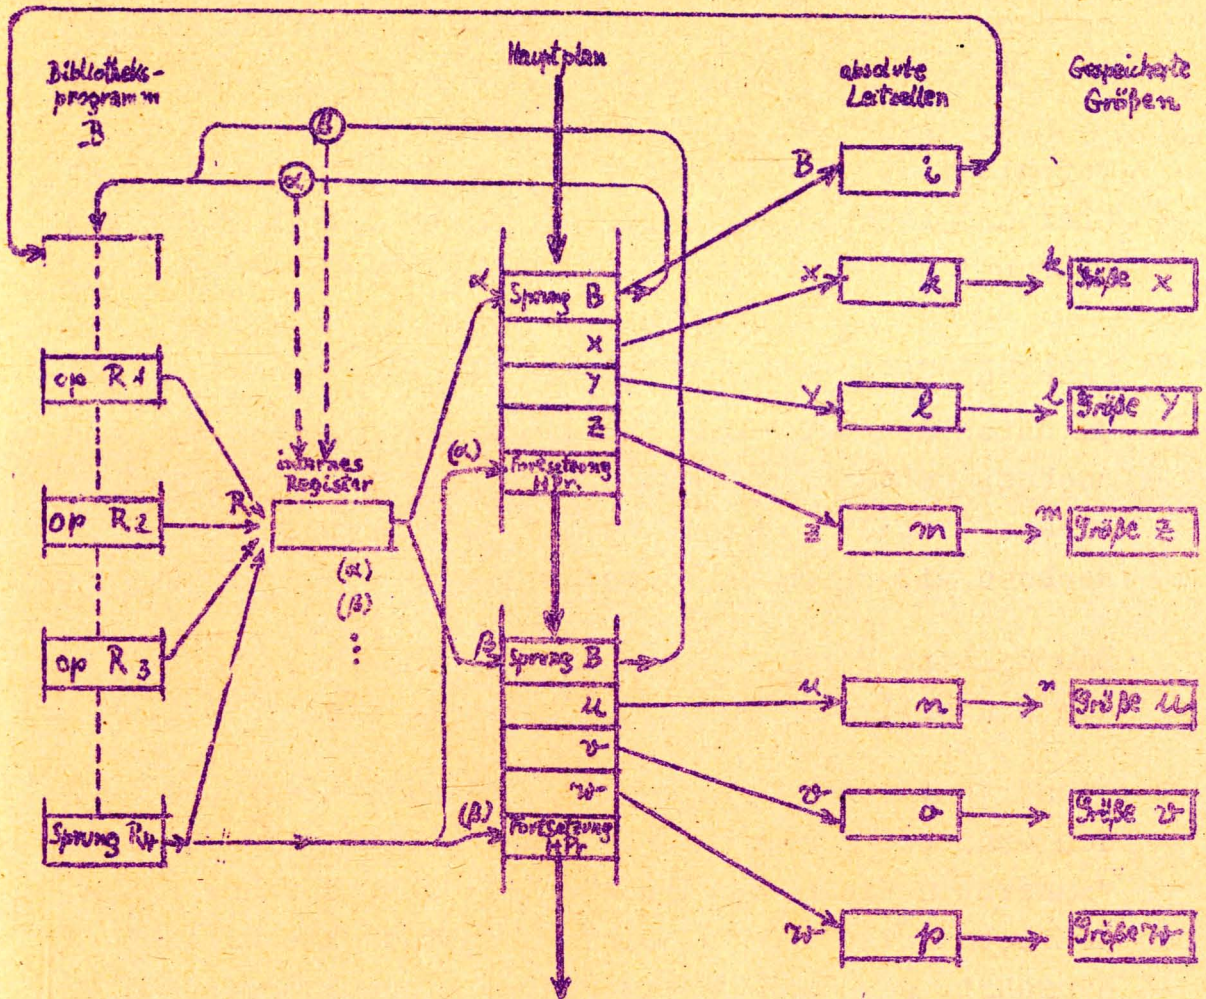 Bibliotheks-
programm
B
Hauptplan
absolute
Leitzellen
Gespeicherte
Größen
β
α
B
i
α
Sprung B
x
k
k
Größe x
x
op R 1
y
y
l
l
Größe y
z
(α)
Fortsetzung
HPr.
internes
Register
R
op R 2
z
m
m
Größe z
(α)
(β)
⋮
op R 3
β
Sprung B
u
u
n
n
Größe u
v
v
o
Größe v
w
Sprung R4
(β)
Fortsetzung
HPr
w
p
Größe w